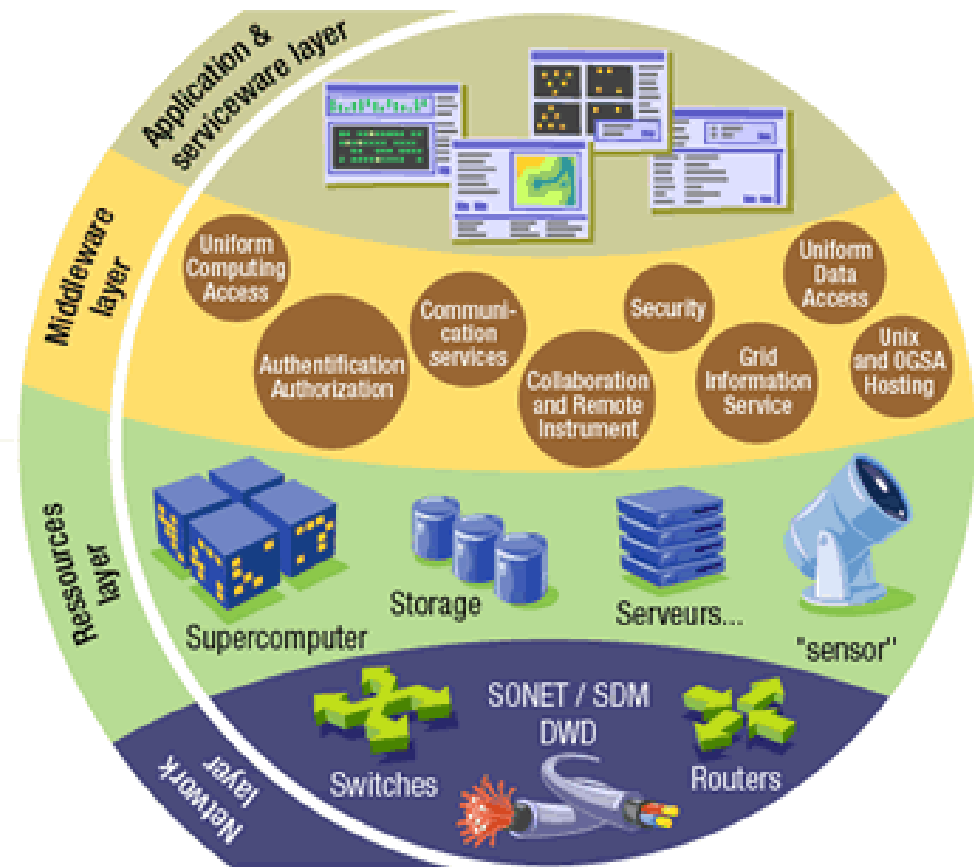 Application &
serviceware layer
Middleware
layer
Uniform
Computing
Access
Authentification
Authorization
Communi-
cation
services
Collaboration
and Remote
Instrument
Security
Grid
Information
Service
Uniform
Data
Access
Unix
and OGSA
Hosting
Ressources
layer
Supercomputer
Storage
Serveurs...
"sensor"
Network
layer
Switches
SONET / SDM
DWD
Routers